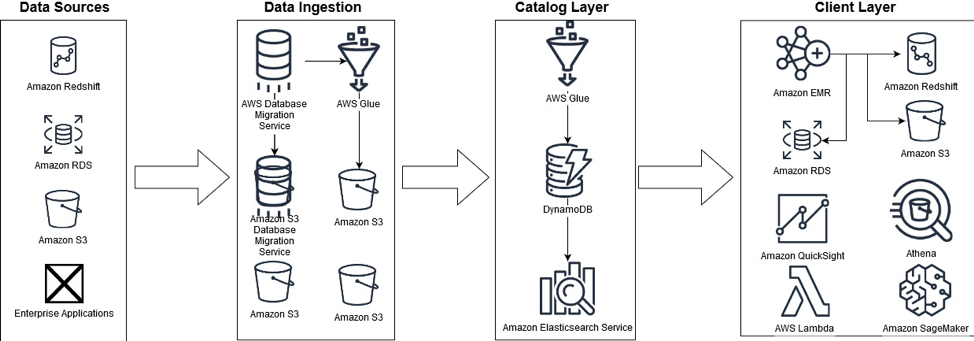 Data Sources
Amazon Redshift
Amazon RDS
Amazon S3
Enterprise Applications
Data Ingestion
AWS Database
Migration
Service
AWS Glue
Amazon S3
Database
Migration
Service
Amazon S3
Amazon S3
Amazon S3
Catalog Layer
AWS Glue
DynamoDB
Amazon Elasticsearch Service
Client Layer
Amazon EMR
Amazon Redshift
Amazon RDS
Amazon S3
Amazon QuickSight
Athena
AWS Lambda
Amazon SageMaker